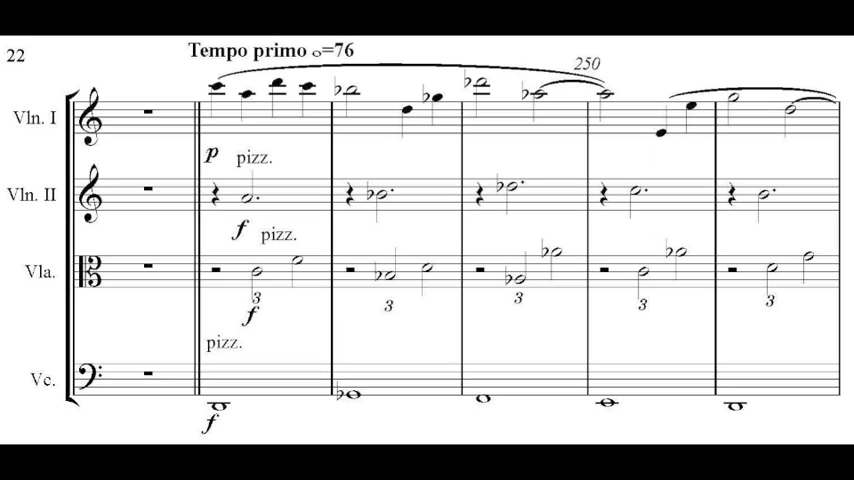 22
Tempo primo 𝅗𝅥=76
250
Vln. I
p pizz.
Vln. II
f pizz.
Vla.
3 3 3 3 3
f
pizz.
Vc.
f